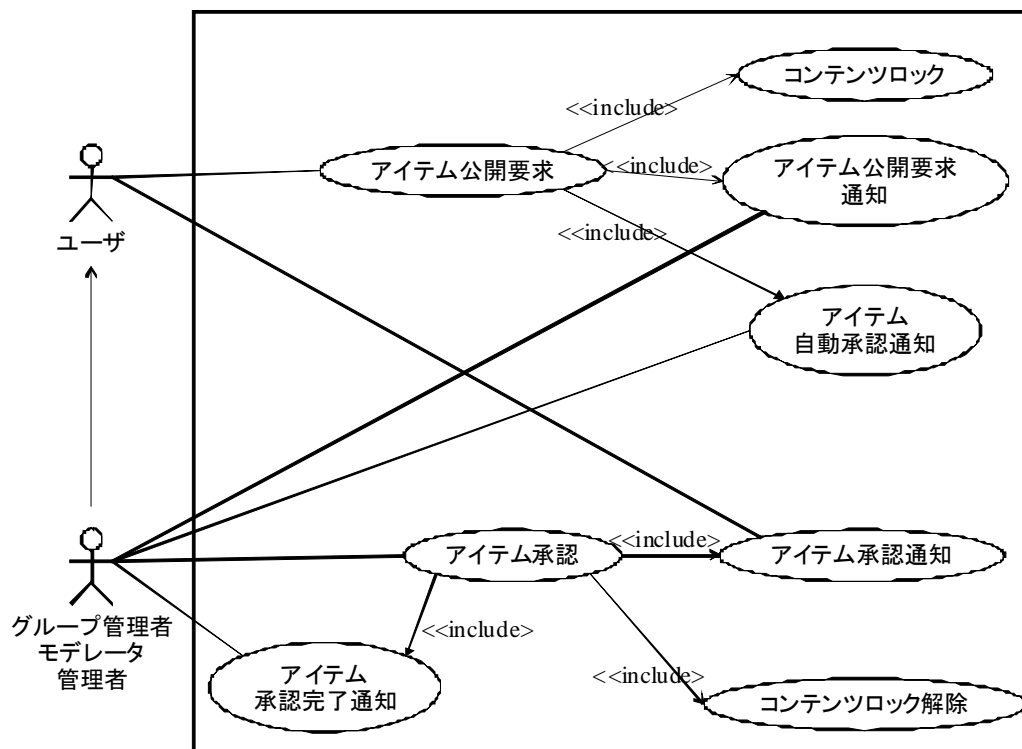 コンテンツロック
<<include>
アイテム公開要求
<<include>
アイテム公開要求
通知
<<include>
ユーザ
アイテム
自動承認通知
アイテム承認
<<include>
アイテム承認通知
グループ管理者
モデレータ
管理者
<<include>
アイテム
承認完了通知
<<include>
コンテンツロック解除